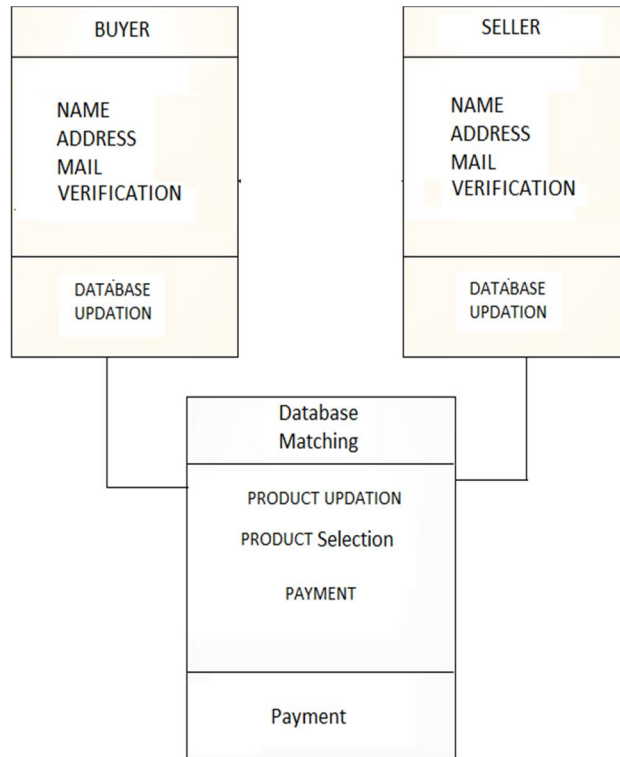 BUYER
NAME
ADDRESS
MAIL
VERIFICATION
DATABASE
UPDATION
SELLER
NAME
ADDRESS
MAIL
VERIFICATION
DATABASE
UPDATION
Database
Matching
PRODUCT UPDATION
PRODUCT Selection
PAYMENT
Payment